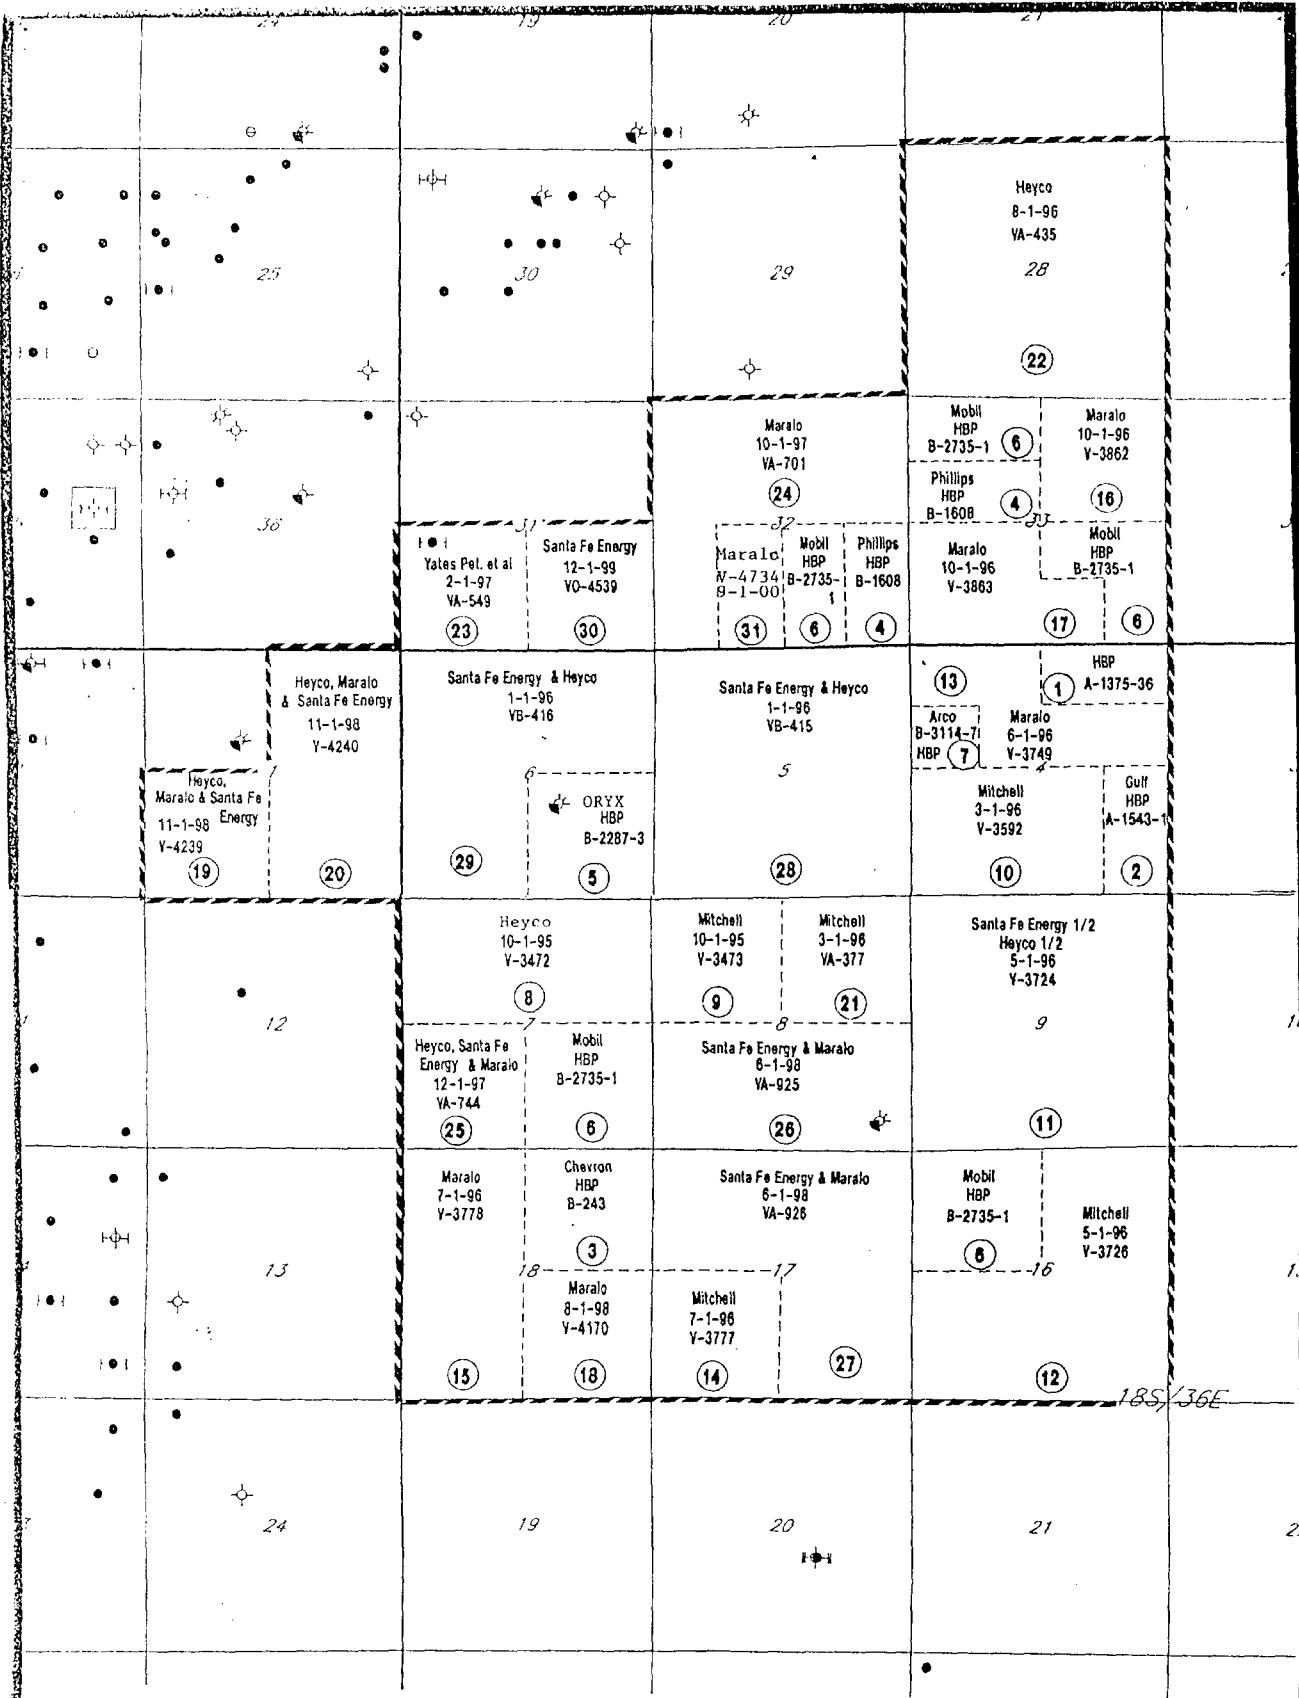 24
19
20
21
25
30
29
Heyco
8-1-96
VA-435
28
22
36
31
Maralo
10-1-97
VA-701
24
32
Mobil
HBP
B-2735-1
6
Phillips
HBP
B-1608
4
Maralo
10-1-96
V-3862
16
33
Yates Pet. et al
2-1-97
VA-549
23
Santa Fe Energy
12-1-99
VO-4539
30
Maralo
V-4734
9-1-00
31
Mobil
HBP
B-2735-
1
6
Phillips
HBP
B-1608
4
Maralo
10-1-96
V-3863
17
Mobil
HBP
B-2735-1
6
Heyco, Maralo
& Santa Fe Energy
11-1-98
V-4240
20
1
Heyco,
Maralo & Santa Fe
Energy
11-1-98
V-4239
19
Santa Fe Energy & Heyco
1-1-96
VB-416
6
29
ORYX
HBP
B-2287-3
5
Santa Fe Energy & Heyco
1-1-96
VB-415
5
28
13
1
HBP
A-1375-36
Arco
B-3114-71
HBP
7
Maralo
6-1-96
V-3749
4
Mitchell
3-1-96
V-3592
10
Gulf
HBP
A-1543-1
2
12
Heyco
10-1-95
V-3472
8
7
Mitchell
10-1-95
V-3473
9
Mitchell
3-1-96
VA-377
21
8
Santa Fe Energy 1/2
Heyco 1/2
5-1-96
V-3724
9
11
Heyco, Santa Fe
Energy & Maralo
12-1-97
VA-744
25
Mobil
HBP
B-2735-1
6
Santa Fe Energy & Maralo
6-1-98
VA-925
26
13
Maralo
7-1-96
V-3778
15
Chevron
HBP
B-243
3
18
Maralo
8-1-98
V-4170
18
Santa Fe Energy & Maralo
6-1-98
VA-926
17
Mitchell
7-1-96
V-3777
14
27
Mobil
HBP
B-2735-1
6
16
Mitchell
5-1-96
V-3726
12
18S/36E
24
19
20
21